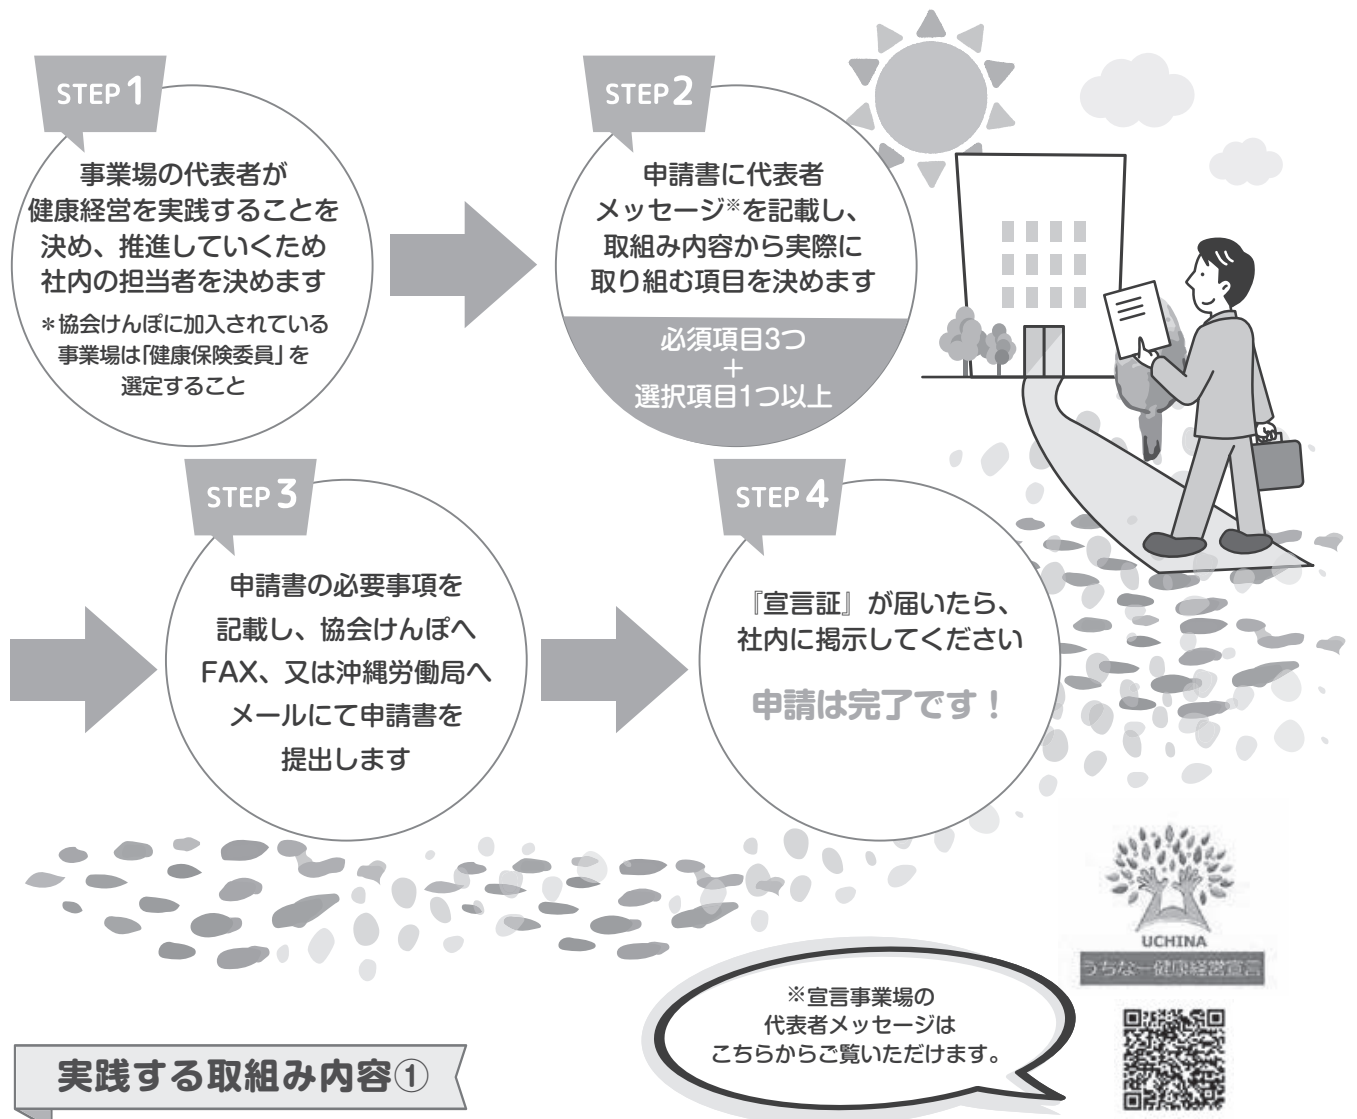 STEP 1
事業場の代表者が
健康経営を実践することを
決め、推進していくため
社内の担当者を決めます
＊協会けんぽに加入されている
事業場は「健康保険委員」を
選定すること
STEP 2
申請書に代表者
メッセージ※を記載し、
取組み内容から実際に
取り組む項目を決めます
必須項目3つ
＋
選択項目1つ以上
STEP 3
申請書の必要事項を
記載し、協会けんぽへ
FAX、又は沖縄労働局へ
メールにて申請書を
提出します
STEP 4
『宣言証』が届いたら、
社内に掲示してください
申請は完了です！
UCHINA
うちなー健康経営宣言
※宣言事業場の
代表者メッセージは
こちらからご覧いただけます。
実践する取組み内容①